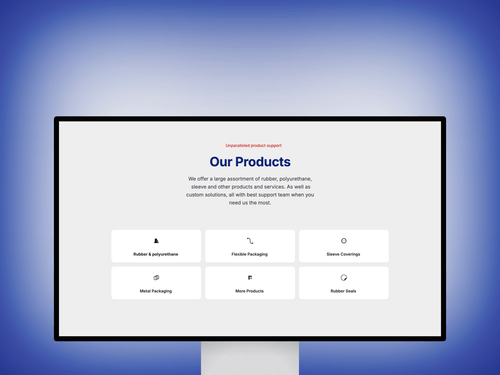 Unparalleled product support
Our Products
We offer a large assortment of rubber, polyurethane,
sleeve and other products and services. As well as
custom solutions, all with best support team when you
need us the most.
Rubber & polyurethane
Flexible Packaging
Sleeve Coverings
Metal Packaging
More Products
Rubber Seals